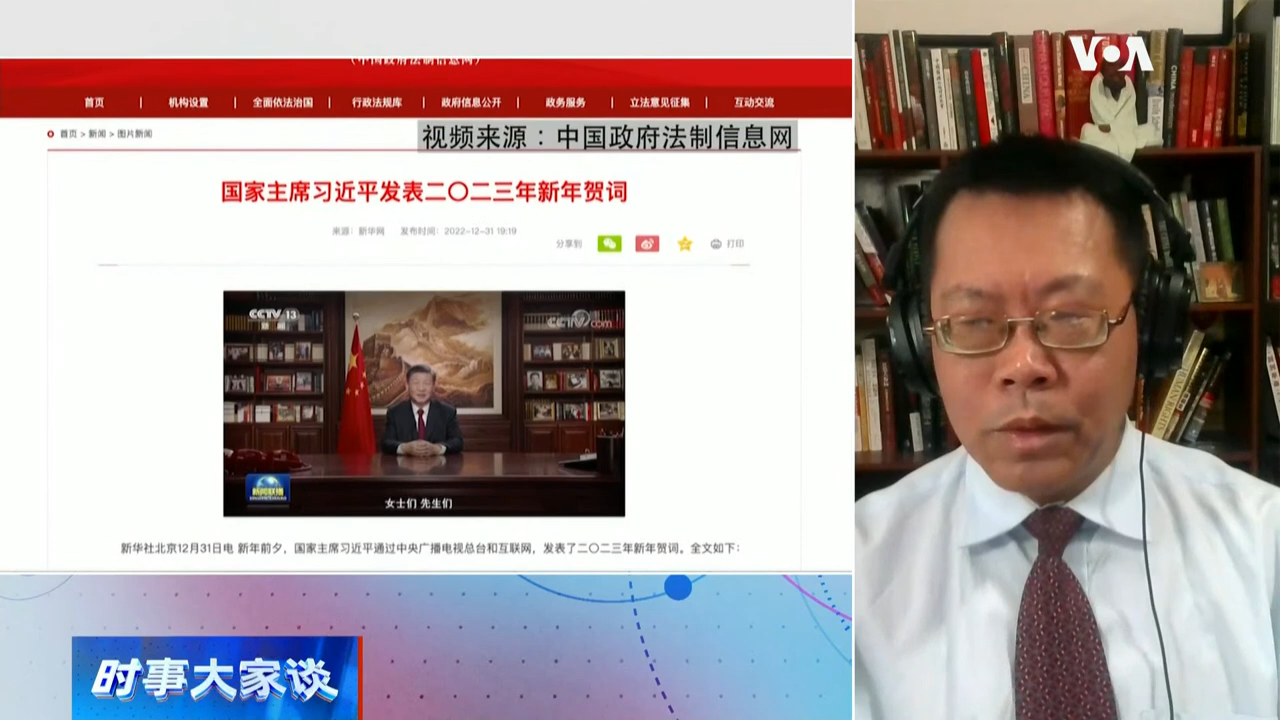 （中国政府法制信息网）
首页 | 机构设置 | 全面依法治国 | 行政法规库 | 政府信息公开 | 政务服务 | 立法意见征集 | 互动交流
首页 > 新闻 > 图片新闻
视频来源：中国政府法制信息网
国家主席习近平发表二〇二三年新年贺词
来源：新华网 发布时间：2022-12-31 19:19
分享到
打印
CCTV 13
CCTV.com
新闻联播
女士们 先生们
新华社北京12月31日电 新年前夕，国家主席习近平通过中央广播电视总台和互联网，发表了二〇二三年新年贺词。全文如下：
时事大家谈
VOA
CHINA